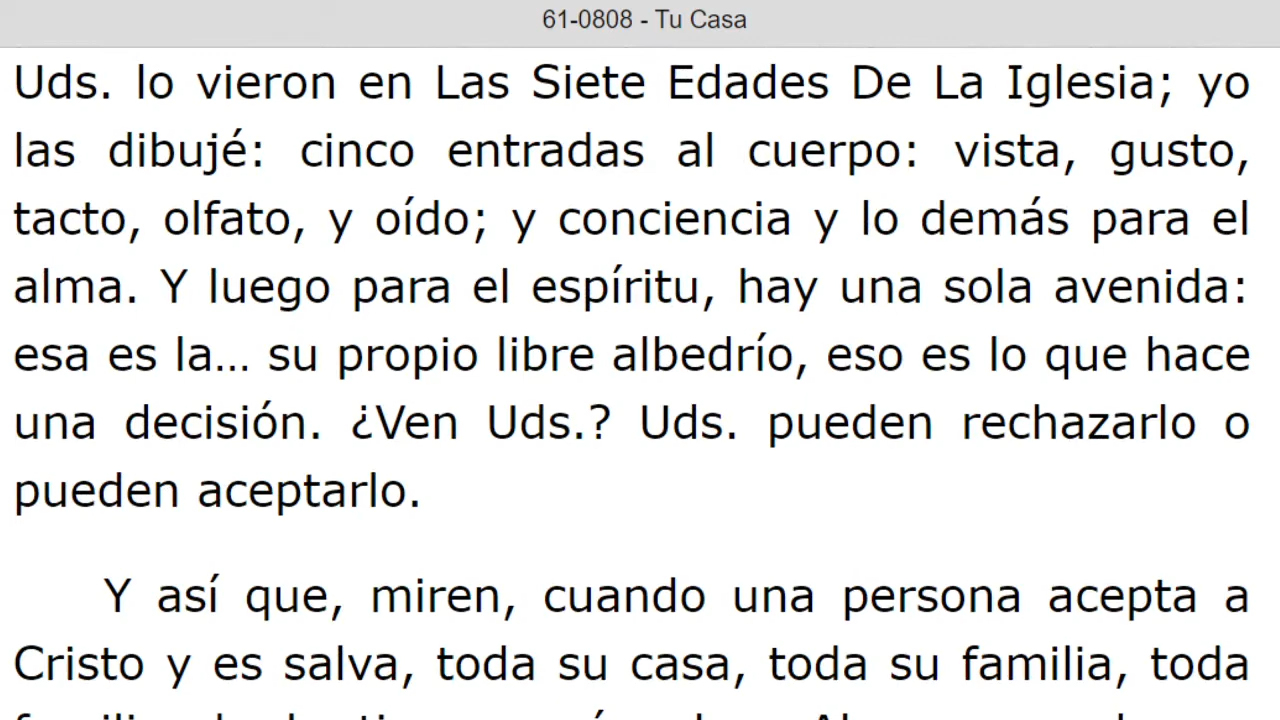 61-0808 - Tu Casa
Uds. lo vieron en Las Siete Edades De La Iglesia; yo
las dibujé: cinco entradas al cuerpo: vista, gusto,
tacto, olfato, y oído; y conciencia y lo demás para el
alma. Y luego para el espíritu, hay una sola avenida:
esa es la… su propio libre albedrío, eso es lo que hace
una decisión. ¿Ven Uds.? Uds. pueden rechazarlo o
pueden aceptarlo.
Y así que, miren, cuando una persona acepta a
Cristo y es salva, toda su casa, toda su familia, toda